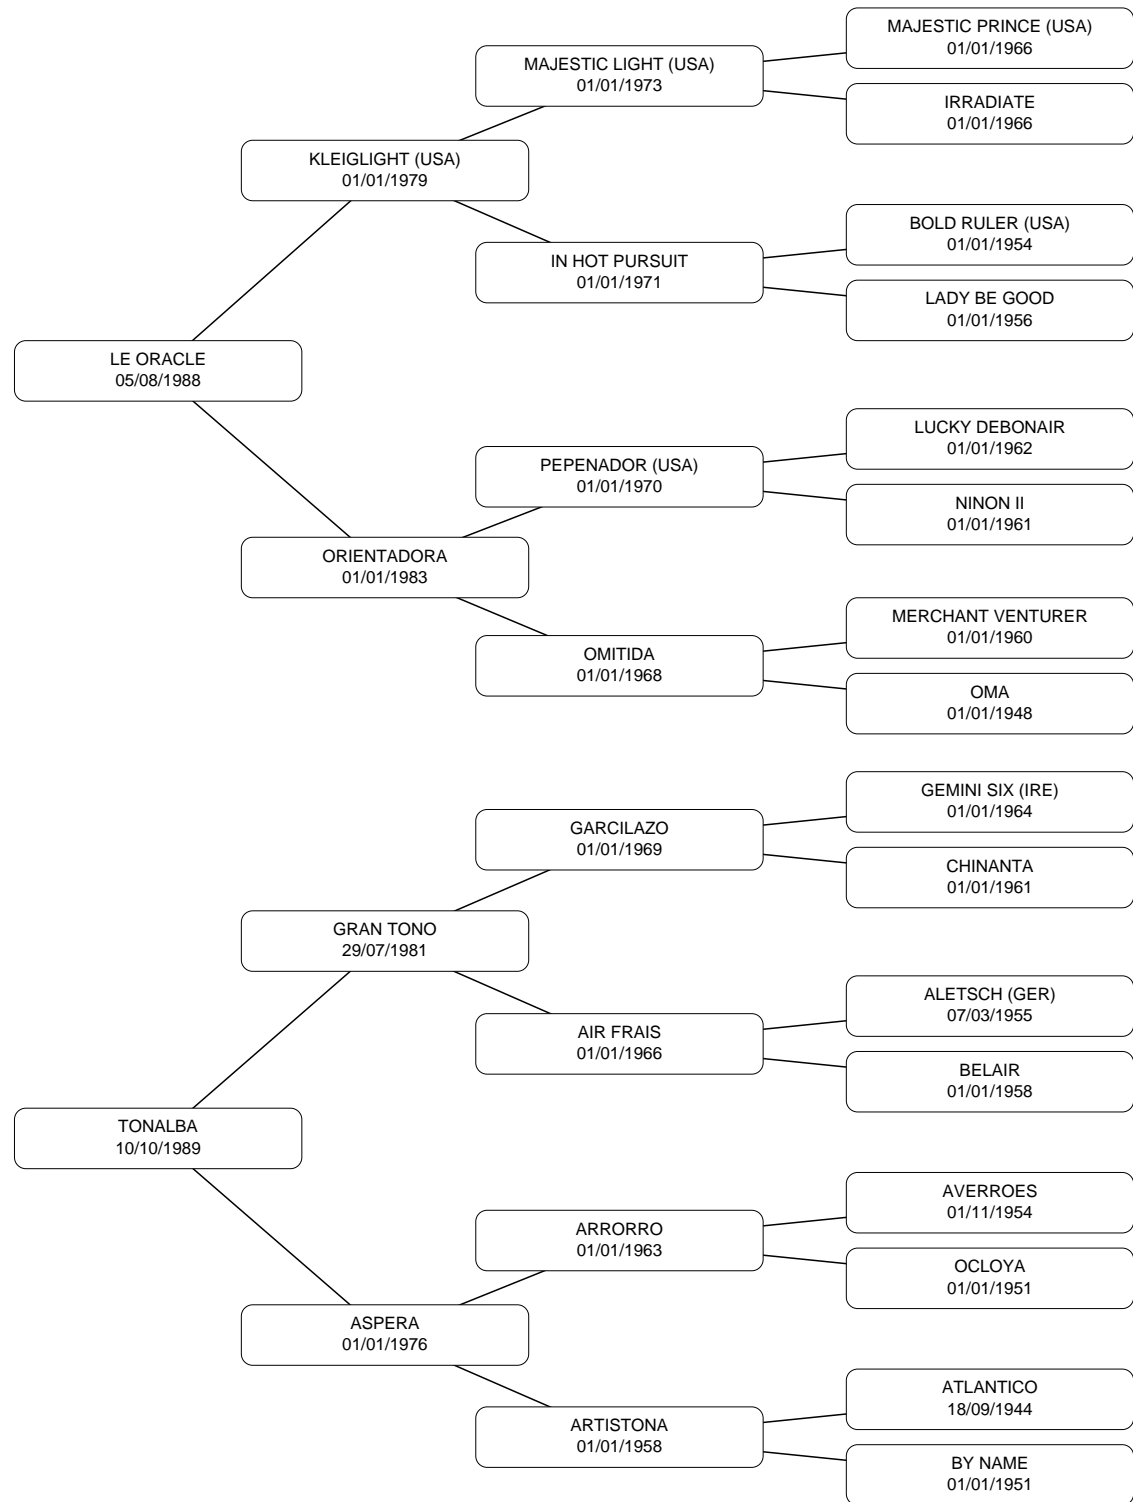 MAJESTIC PRINCE (USA)
01/01/1966
MAJESTIC LIGHT (USA)
01/01/1973
IRRADIATE
01/01/1966
KLEIGLIGHT (USA)
01/01/1979
BOLD RULER (USA)
01/01/1954
IN HOT PURSUIT
01/01/1971
LADY BE GOOD
01/01/1956
LE ORACLE
05/08/1988
LUCKY DEBONAIR
01/01/1962
PEPENADOR (USA)
01/01/1970
NINON II
01/01/1961
ORIENTADORA
01/01/1983
MERCHANT VENTURER
01/01/1960
OMITIDA
01/01/1968
OMA
01/01/1948
GEMINI SIX (IRE)
01/01/1964
GARCILAZO
01/01/1969
CHINANTA
01/01/1961
GRAN TONO
29/07/1981
ALETSCH (GER)
07/03/1955
AIR FRAIS
01/01/1966
BELAIR
01/01/1958
TONALBA
10/10/1989
AVERROES
01/11/1954
ARRORRO
01/01/1963
OCLOYA
01/01/1951
ASPERA
01/01/1976
ATLANTICO
18/09/1944
ARTISTONA
01/01/1958
BY NAME
01/01/1951